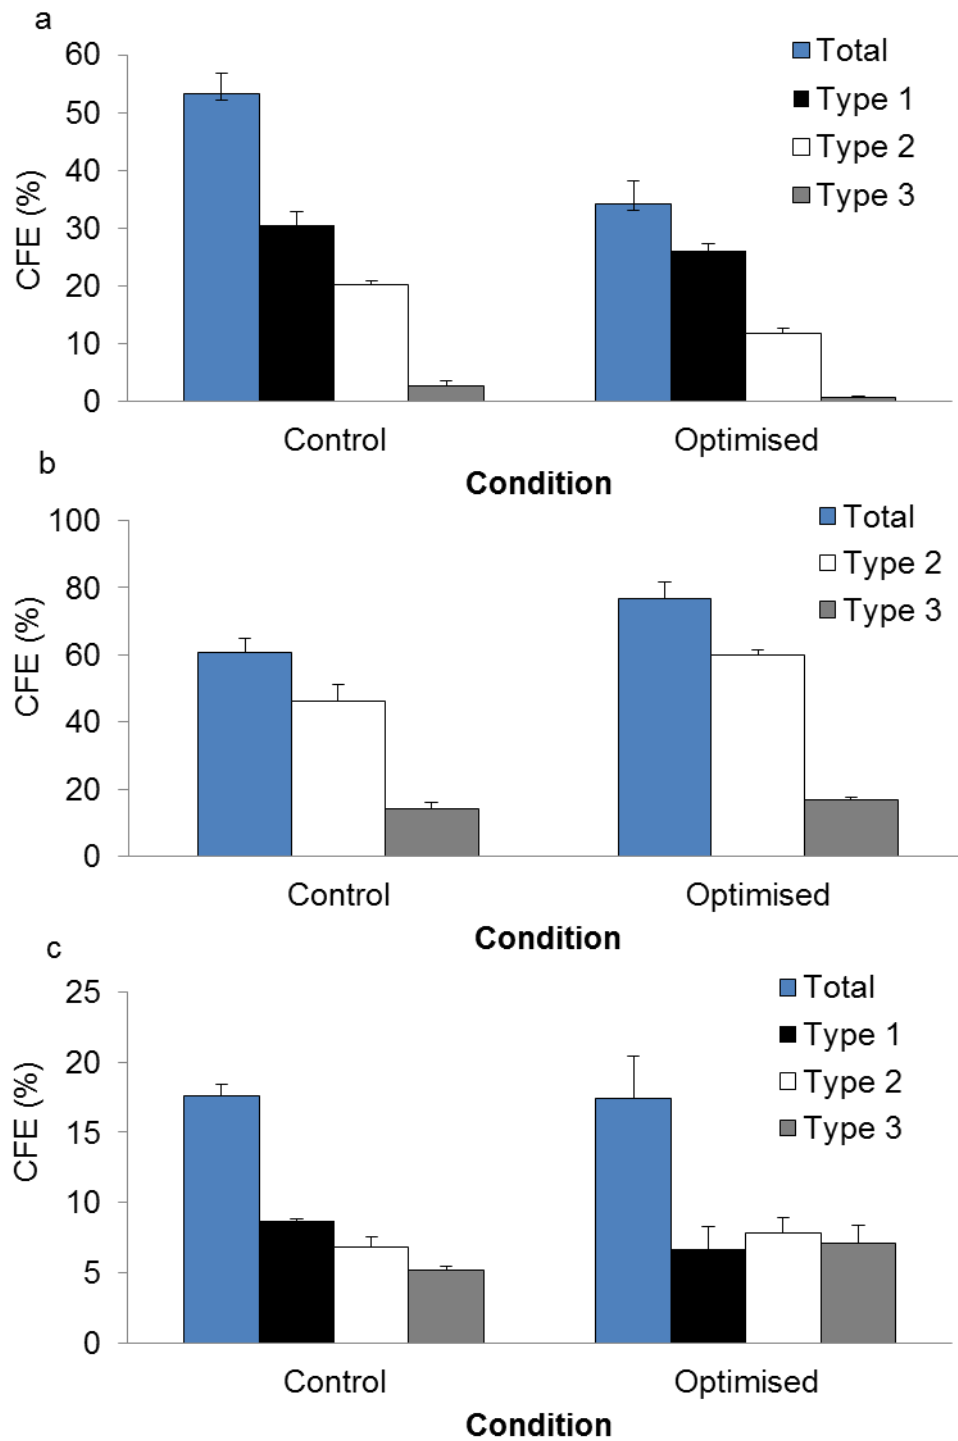 a
60
50
40
30
20
10
0
CFE (%)
Total
Type 1
Type 2
Type 3
Control Optimised
Condition
b
100
80
60
40
20
0
CFE (%)
Total
Type 2
Type 3
Control Optimised
Condition
c
25
20
15
10
5
0
CFE (%)
Total
Type 1
Type 2
Type 3
Control Optimised
Condition